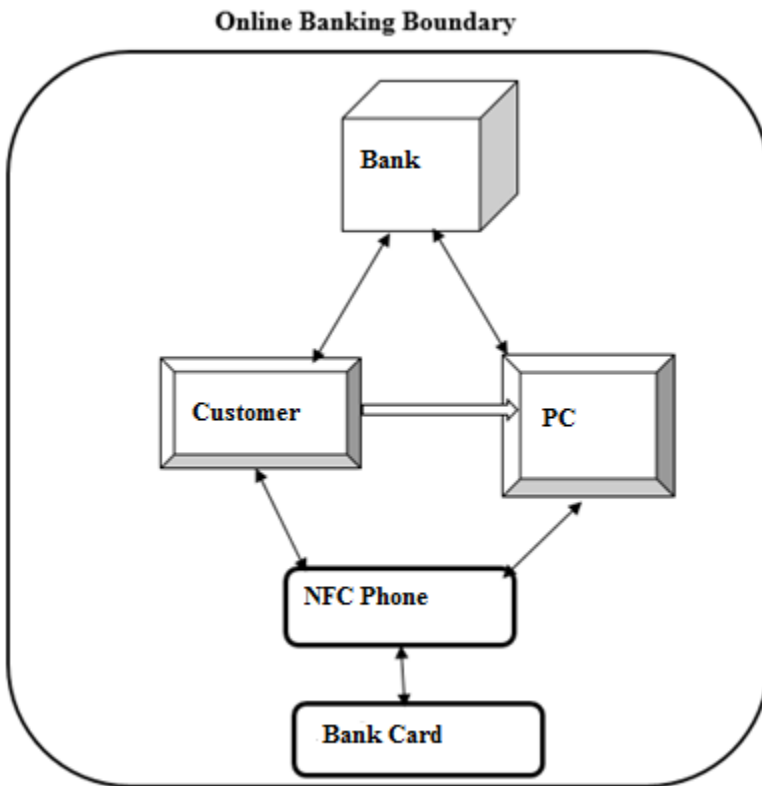 Online Banking Boundary
Bank
Customer
PC
NFC Phone
Bank Card